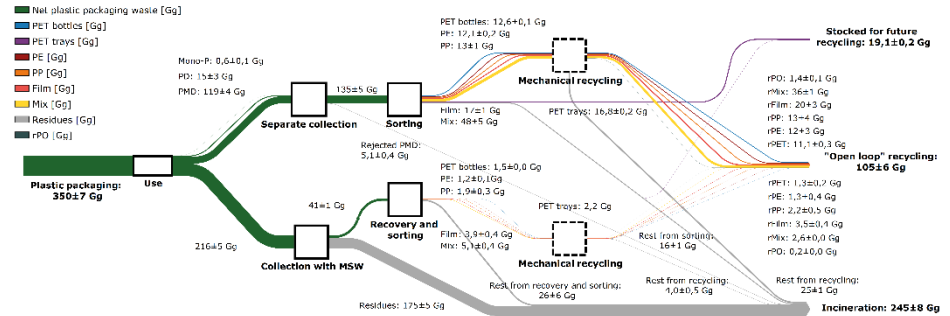 Net plastic packaging waste [Gg]
PET bottles [Gg]
PET trays [Gg]
PE [Gg]
PP [Gg]
Film [Gg]
Mix [Gg]
Residues [Gg]
rPO [Gg]
Plastic packaging:
350±7 Gg
Use
Mono-P: 0,6±0,1 Gg
PD: 15±3 Gg
PMD: 119±4 Gg
Separate collection
135±5 Gg
Sorting
PET bottles: 12,6±0,1 Gg
PE: 12,1±0,2 Gg
PP: 13±1 Gg
Film: 17±1 Gg
Mix: 48±5 Gg
Mechanical recycling
PET trays: 16,8±0,2 Gg
Rejected PMD:
5,1±0,4 Gg
216±5 Gg
Collection with MSW
41±1 Gg
Recovery and
sorting
PET bottles: 1,5±0,0 Gg
PE: 1,2±0,1Gg
PP: 1,9±0,3 Gg
PET trays: 2,2 Gg
Film: 3,9±0,4 Gg
Mix: 5,1±0,4 Gg
Mechanical recycling
Rest from sorting:
16±1 Gg
Rest from recovery and sorting:
26±6 Gg
Rest from recycling:
4,0±0,5 Gg
Rest from recycling:
25±1 Gg
Residues: 175±5 Gg
Stocked for future
recycling: 19,1±0,2 Gg
rPO: 1,4±0,1 Gg
rMix: 36±1 Gg
rFilm: 20±3 Gg
rPP: 13±4 Gg
rPE: 12±3 Gg
rPET: 11,1±0,3 Gg
"Open loop" recycling:
105±6 Gg
rPET: 1,3±0,2 Gg
rPE: 1,3±0,4 Gg
rPP: 2,2±0,5 Gg
rFilm: 3,5±0,4 Gg
rMix: 2,6±0,0 Gg
rPO: 0,2±0,0 Gg
Incineration: 245±8 Gg